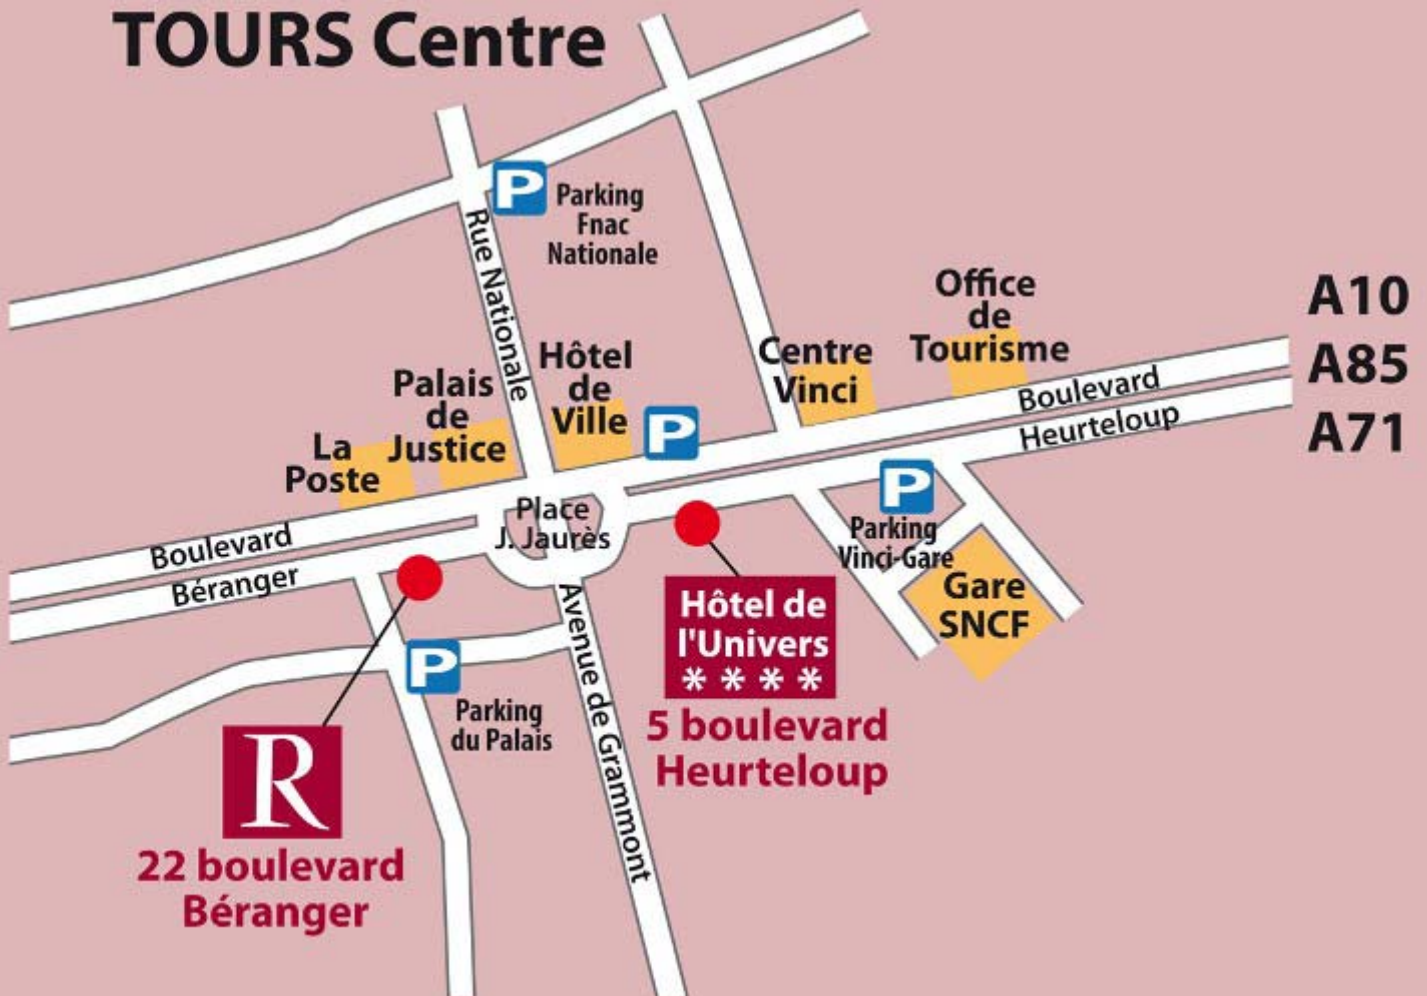 TOURS Centre
P
Parking
Fnac
Nationale
Rue Nationale
Office
de
Tourisme
A10
A85
A71
Centre
Vinci
Hôtel
de
Ville
P
Palais
de
Justice
La
Poste
Boulevard
Heurteloup
Boulevard
Béranger
Place
J. Jaurès
P
Parking
Vinci-Gare
Gare
SNCF
Hôtel de
l'Univers
****
5 boulevard
Heurteloup
Avenue de Grammont
P
Parking
du Palais
R
22 boulevard
Béranger